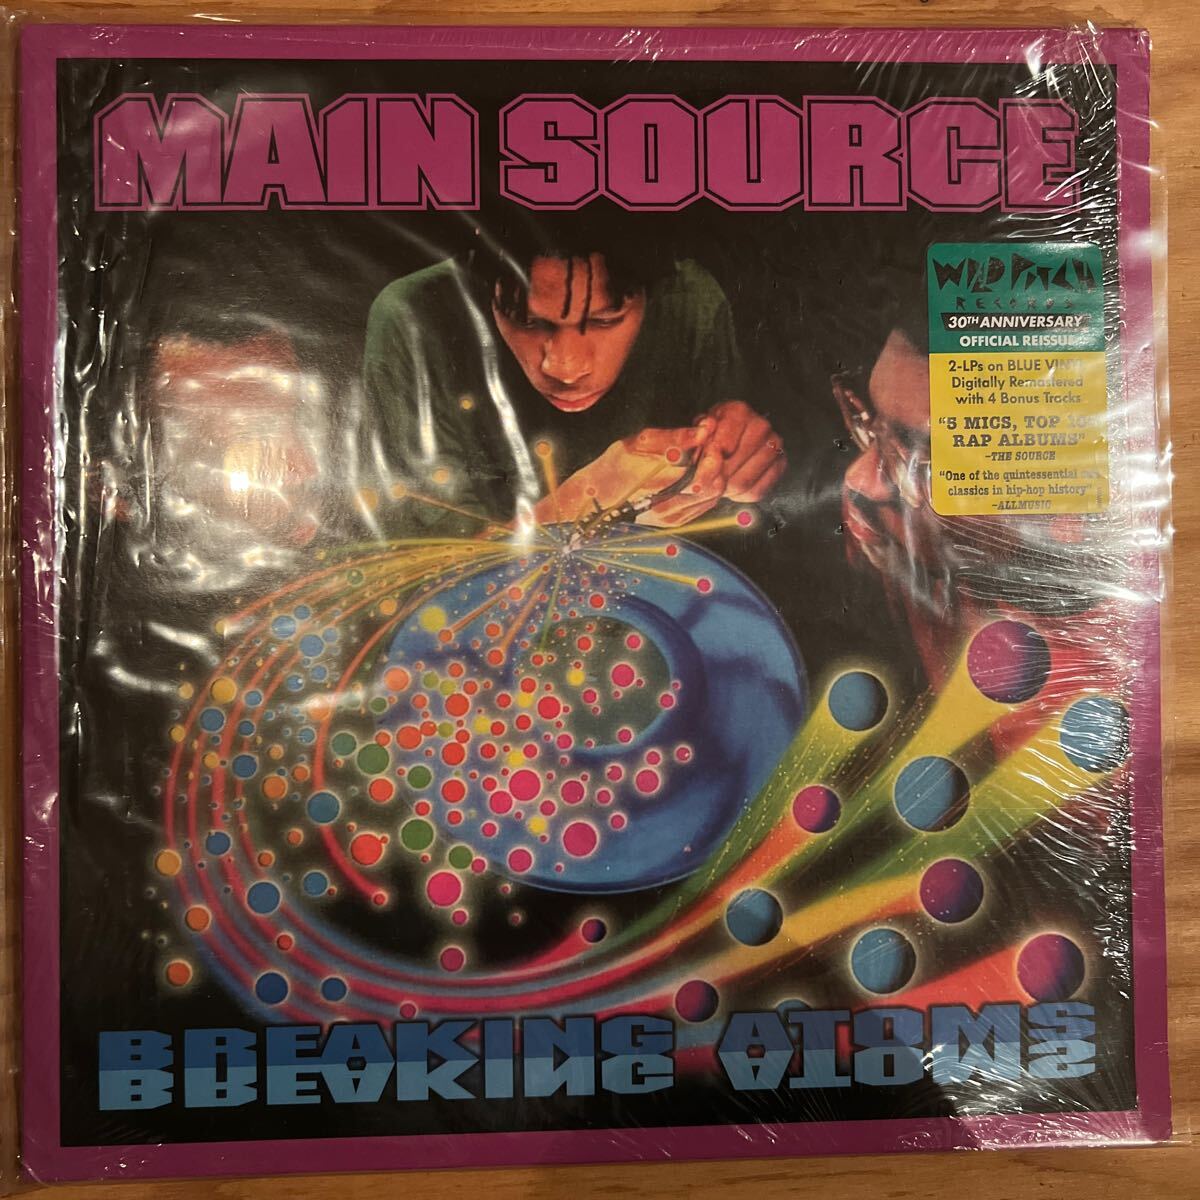 MAIN SOURCE
WILD PITCH
RECORDS
30TH ANNIVERSARY
OFFICIAL REISSUE
2-LPs on BLUE VINYL
Digitally Remastered
with 4 Bonus Tracks
"5 MICS, TOP
RAP ALBUMS"
-THE SOURCE
"One of the quintessential
classics in hip-hop history"
-ALLMUSIC
BREAKING ATOMS